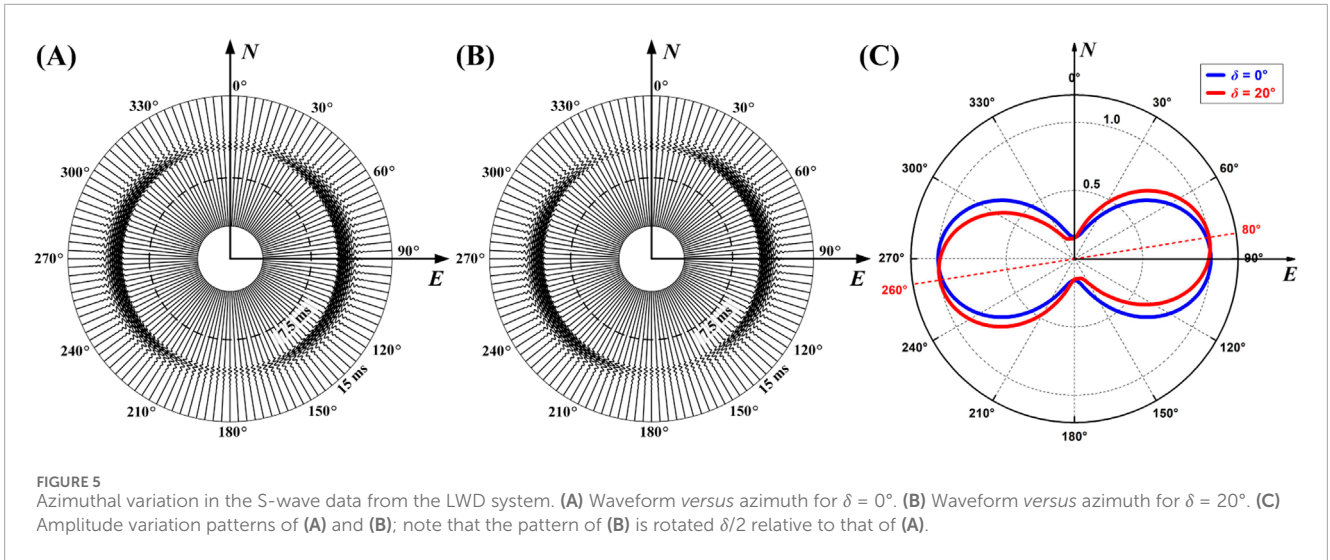 (A)
N
0°
30°
60°
90°
E
120°
150°
180°
210°
240°
270°
300°
330°
7.5 ms
15 ms
(B)
N
0°
30°
60°
90°
E
120°
150°
180°
210°
240°
270°
300°
330°
7.5 ms
15 ms
(C)
N
0°
30°
60°
80°
90°
E
120°
150°
180°
210°
240°
260°
270°
300°
330°
1.0
0.5
δ = 0°
δ = 20°
FIGURE 5
Azimuthal variation in the S-wave data from the LWD system. (A) Waveform versus azimuth for δ = 0°. (B) Waveform versus azimuth for δ = 20°. (C)
Amplitude variation patterns of (A) and (B); note that the pattern of (B) is rotated δ/2 relative to that of (A).